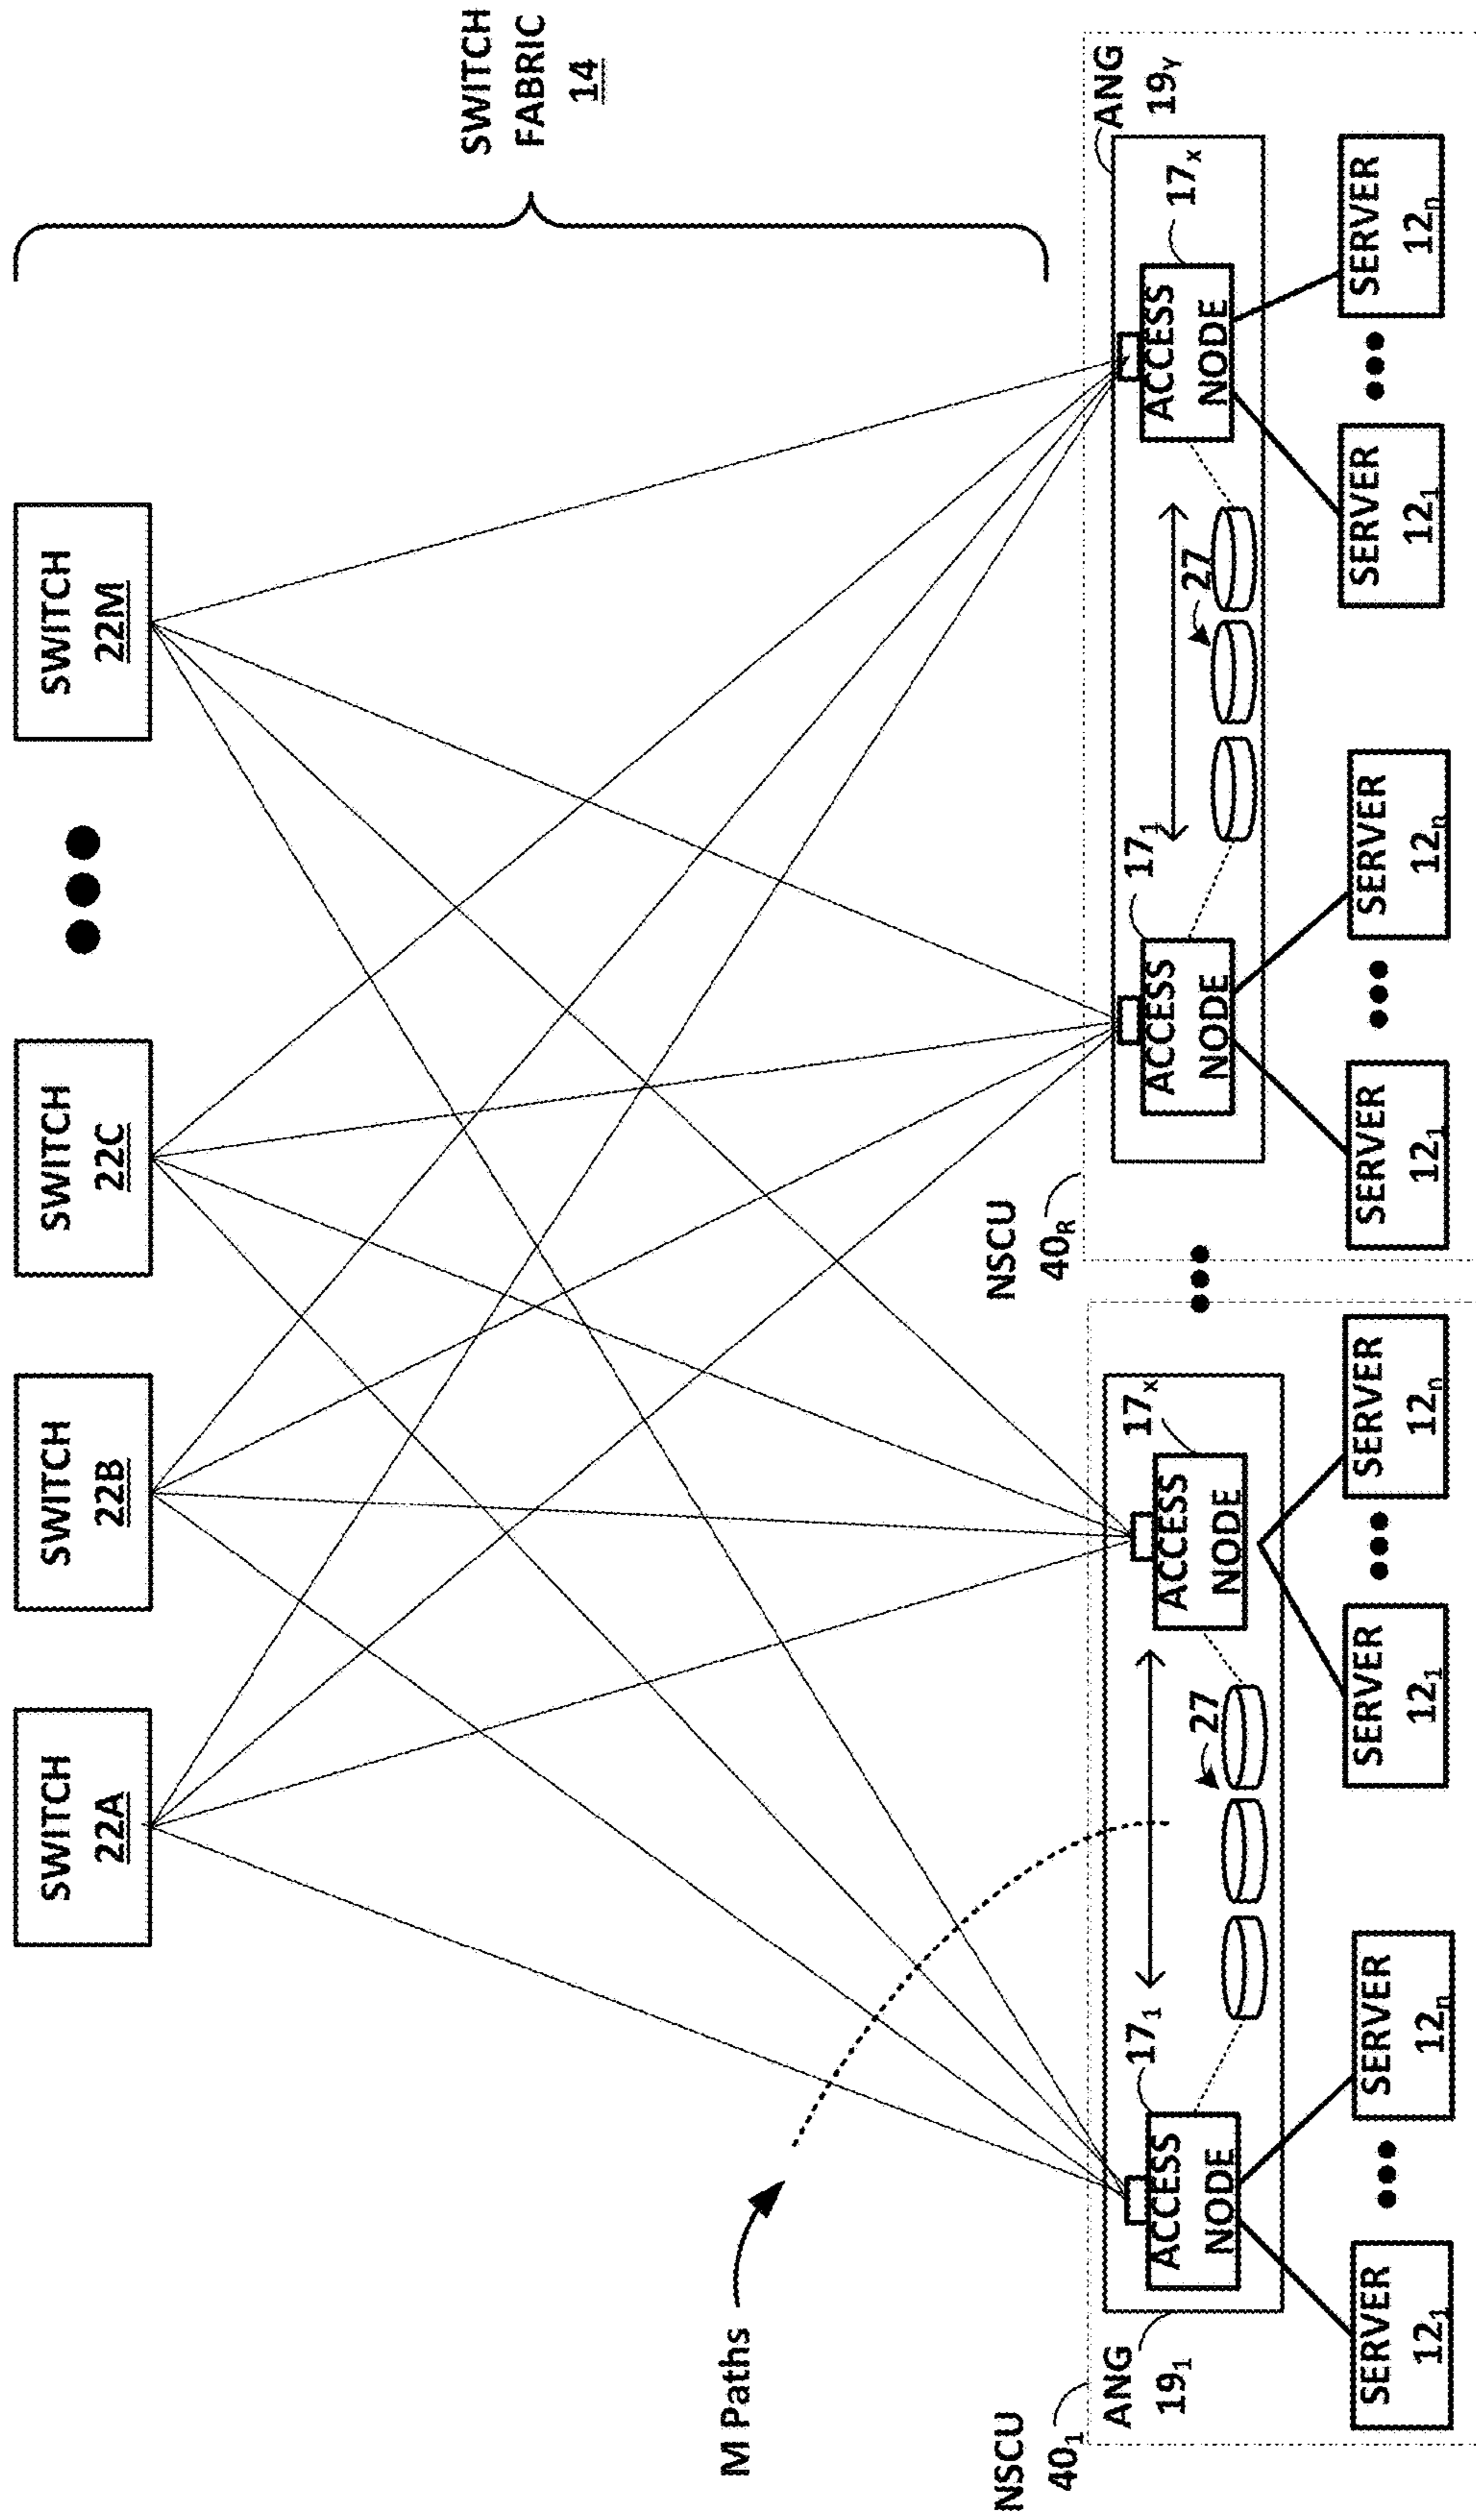 SWITCH
22A
SWITCH
22B
SWITCH
22C
SWITCH
22M
SWITCH
FABRIC
14
M Paths
NSCU
40₁
ANG
19₁
17₁
ACCESS
NODE
27
17ₓ
ACCESS
NODE
SERVER
12₁
SERVER
12ₙ
SERVER
12₁
SERVER
12ₙ
NSCU
40R
ANG
19Y
17₁
ACCESS
NODE
27
17ₓ
ACCESS
NODE
SERVER
12₁
SERVER
12ₙ
SERVER
12₁
SERVER
12ₙ